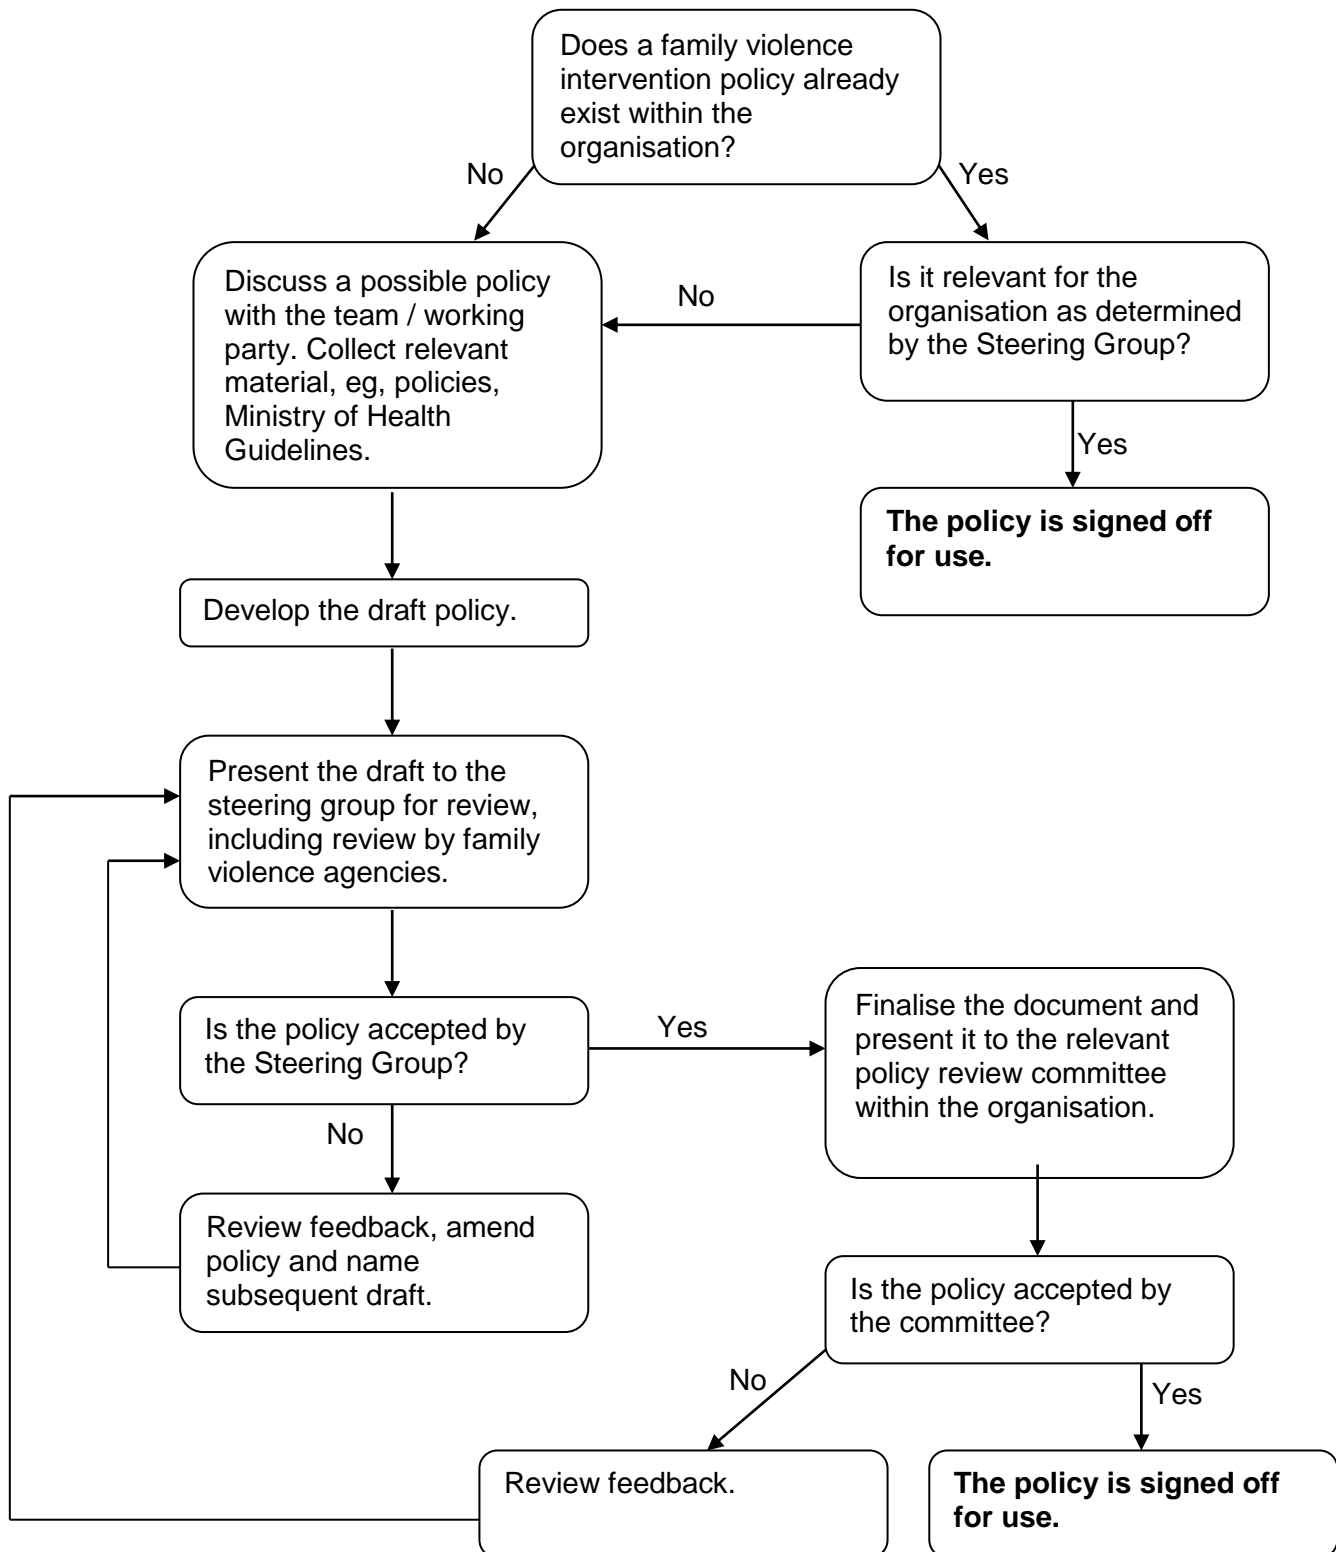 Does a family violence
intervention policy already
exist within the
organisation?
No
Yes
Discuss a possible policy
with the team / working
party. Collect relevant
material, eg, policies,
Ministry of Health
Guidelines.
No
Is it relevant for the
organisation as determined
by the Steering Group?
Yes
The policy is signed off
for use.
Develop the draft policy.
Present the draft to the
steering group for review,
including review by family
violence agencies.
Is the policy accepted by
the Steering Group?
Yes
Finalise the document and
present it to the relevant
policy review committee
within the organisation.
No
Review feedback, amend
policy and name
subsequent draft.
Is the policy accepted by
the committee?
No
Yes
Review feedback.
The policy is signed off
for use.